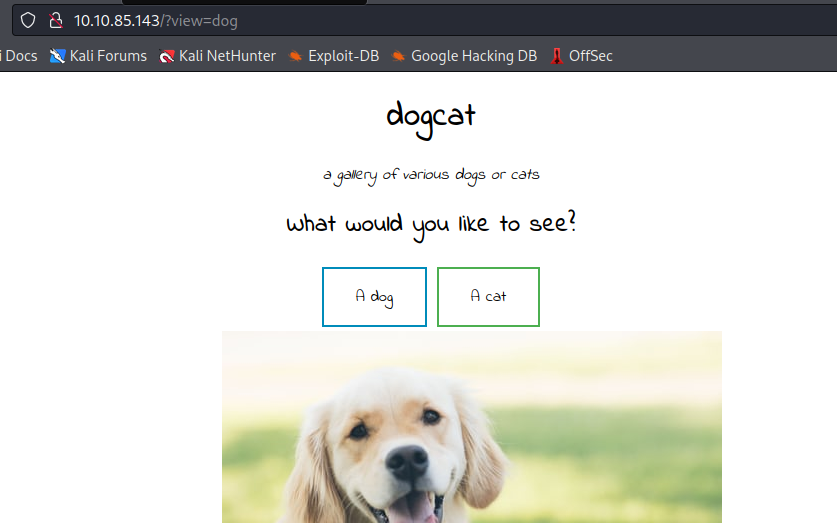 10.10.85.143/?view=dog
i Docs Kali Forums Kali NetHunter Exploit-DB Google Hacking DB OffSec
dogcat
a gallery of various dogs or cats
What would you like to see?
A dog A cat